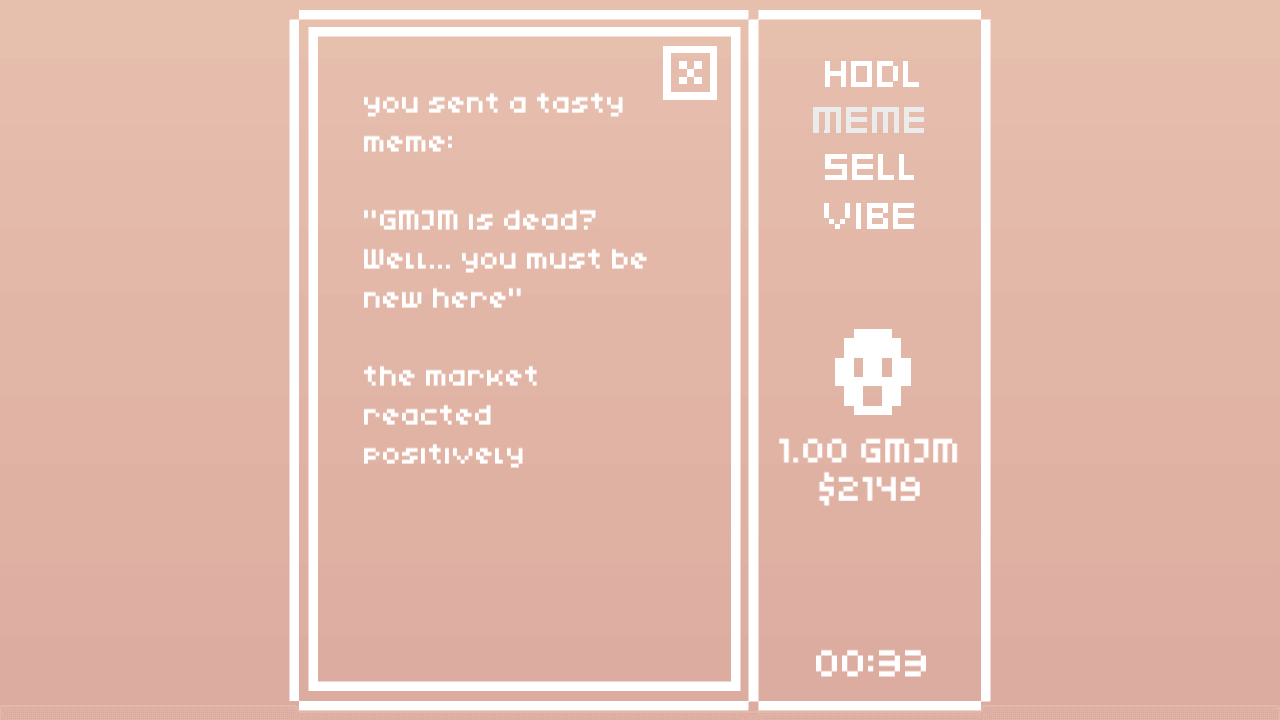 you sent a tasty
meme:
"GMJM is dead?
Well... you must be
new here"
the market
reacted
positively
HODL
MEME
SELL
VIBE
1.00 GMJM
$2149
00:33